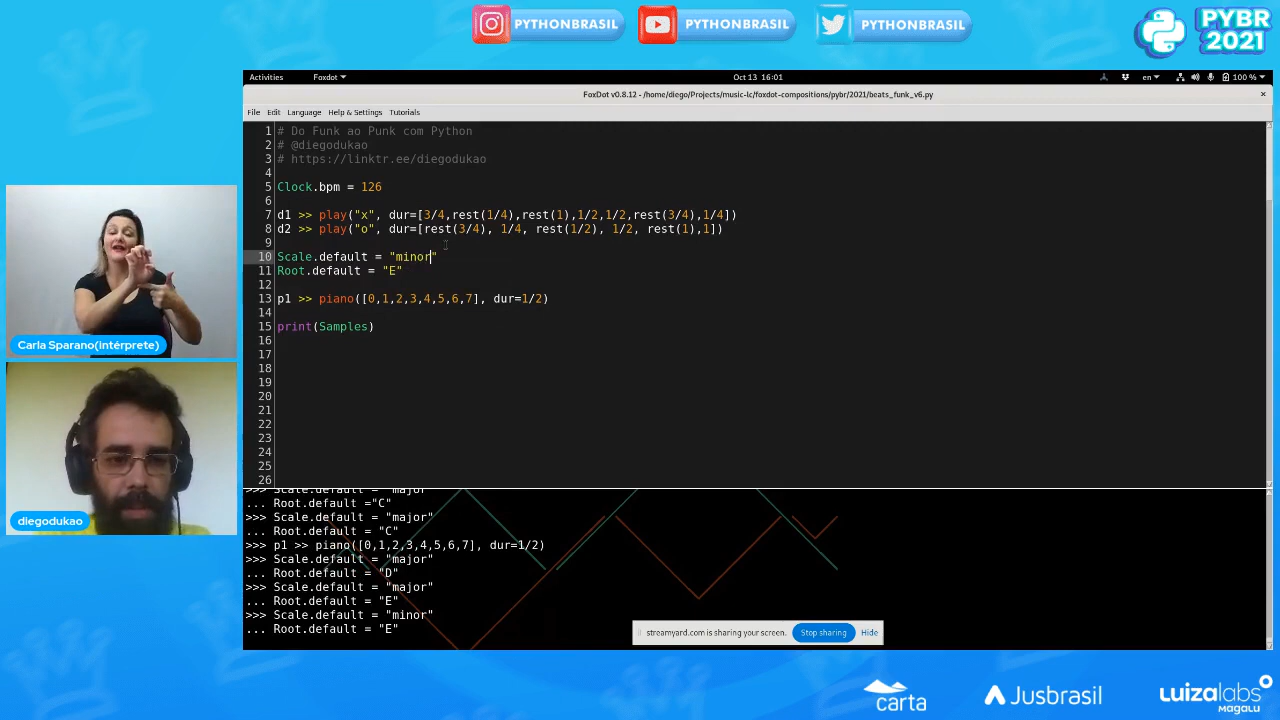 PYTHONBRASIL
PYTHONBRASIL
PYTHONBRASIL
PYBR
2021
Activities
Foxdot
Oct 13 16:01
en
100 %
FoxDot v0.8.12 - /home/diego/Projects/music-lc/foxdot-compositions/pybr/2021/beats_funk_v6.py
×
File Edit Language Help & Settings Tutorials
1 # Do Funk ao Punk com Python
2 # @diegodukao
3 # https://linktr.ee/diegodukao
4
5 Clock.bpm = 126
6
7 d1 >> play("x", dur=[3/4,rest(1/4),rest(1),1/2,1/2,rest(3/4),1/4])
8 d2 >> play("o", dur=[rest(3/4), 1/4, rest(1/2), 1/2, rest(1),1])
9
10 Scale.default = "minor"
11 Root.default = "E"
12
13 p1 >> piano([0,1,2,3,4,5,6,7], dur=1/2)
14
15 print(Samples)
16
17
18
19
20
21
22
23
24
25
26
>>> Scale.default = "major"
... Root.default ="C"
>>> Scale.default = "major"
... Root.default = "C"
>>> p1 >> piano([0,1,2,3,4,5,6,7], dur=1/2)
>>> Scale.default = "major"
... Root.default = "D"
>>> Scale.default = "major"
... Root.default = "E"
>>> Scale.default = "minor"
... Root.default = "E"
streamyard.com is sharing your screen.
Stop sharing
Hide
Carla Sparano(intérprete)
diegodukao
carta
Jusbrasil
luizalabs
MAGALU